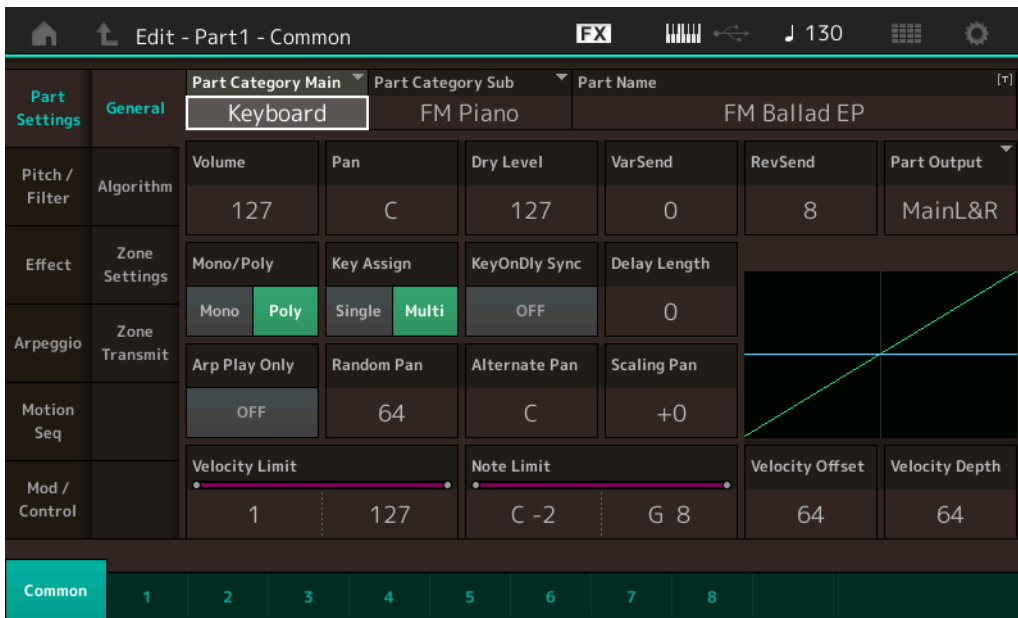 Edit - Part1 - Common
FX
♩ 130
Part Settings
Pitch / Filter
Effect
Arpeggio
Motion Seq
Mod / Control
General
Algorithm
Zone Settings
Zone Transmit
Part Category Main
Keyboard
Part Category Sub
FM Piano
Part Name
[T]
FM Ballad EP
Volume
127
Pan
C
Dry Level
127
VarSend
0
RevSend
8
Part Output
MainL&R
Mono/Poly
Mono Poly
Key Assign
Single Multi
KeyOnDly Sync
OFF
Delay Length
0
Arp Play Only
OFF
Random Pan
64
Alternate Pan
C
Scaling Pan
+0
Velocity Limit
1 127
Note Limit
C -2 G 8
Velocity Offset
64
Velocity Depth
64
Common 1 2 3 4 5 6 7 8